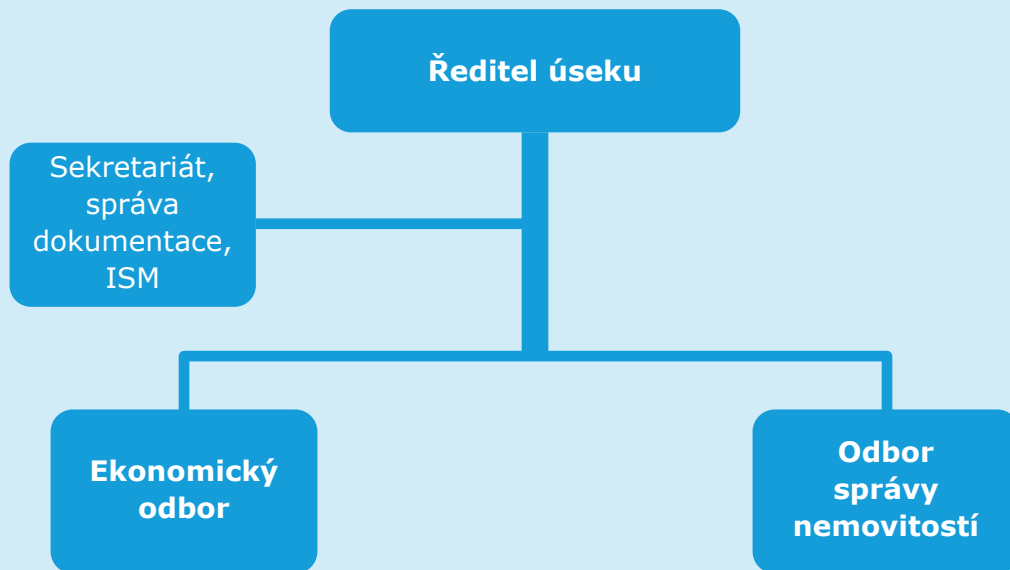 Ředitel úseku
Sekretariát,
správa
dokumentace,
ISM
Ekonomický
odbor
Odbor
správy
nemovitostí